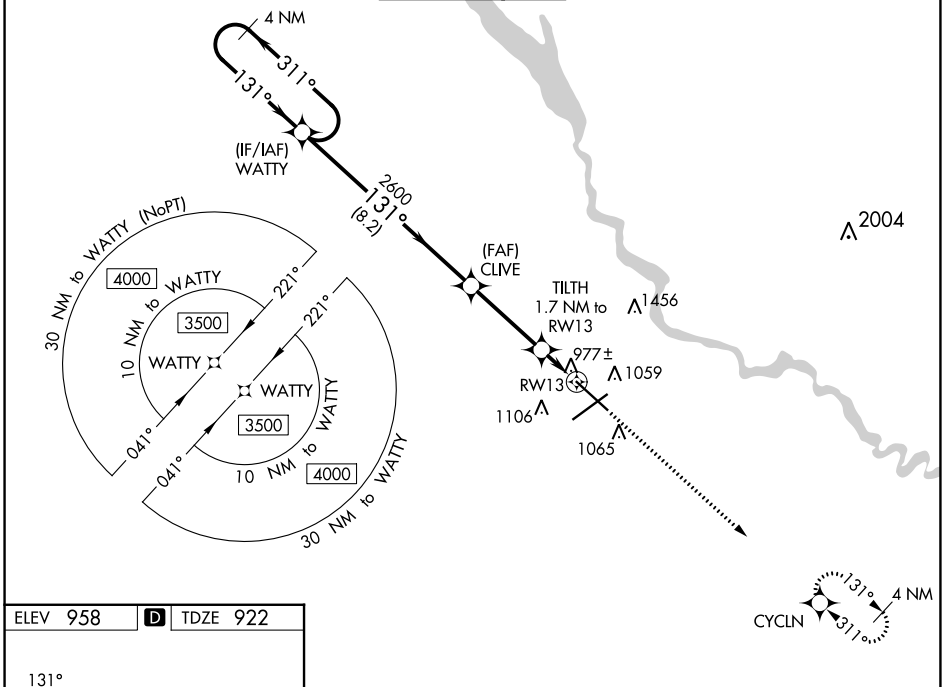 4 NM
311°
131°
(IF/IAF)
WATTY
2600
131°
(8.2)
2004
30 NM to WATTY (NoPT)
4000
10 NM to WATTY
3500
221°
WATTY
041°
(FAF)
CLIVE
TILTH
1.7 NM to
RW13
1456
977±
1059
RW13
1106
1065
221°
WATTY
3500
041°
10 NM to WATTY
4000
30 NM to WATTY
131°
4 NM
CYCLN
311°
ELEV 958 D TDZE 922
131°